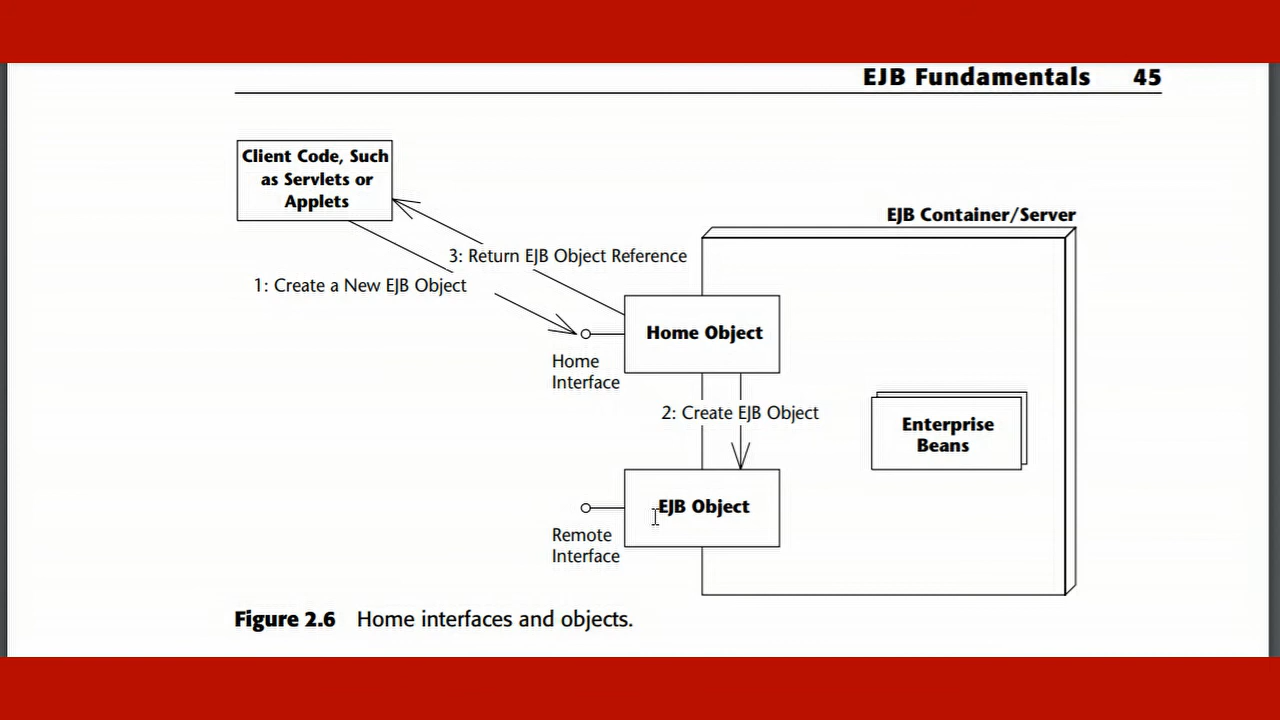 EJB Fundamentals 45
Client Code, Such
as Servlets or
Applets
EJB Container/Server
3: Return EJB Object Reference
1: Create a New EJB Object
Home Object
Home
Interface
2: Create EJB Object
Enterprise
Beans
EJB Object
Remote
Interface
Figure 2.6 Home interfaces and objects.